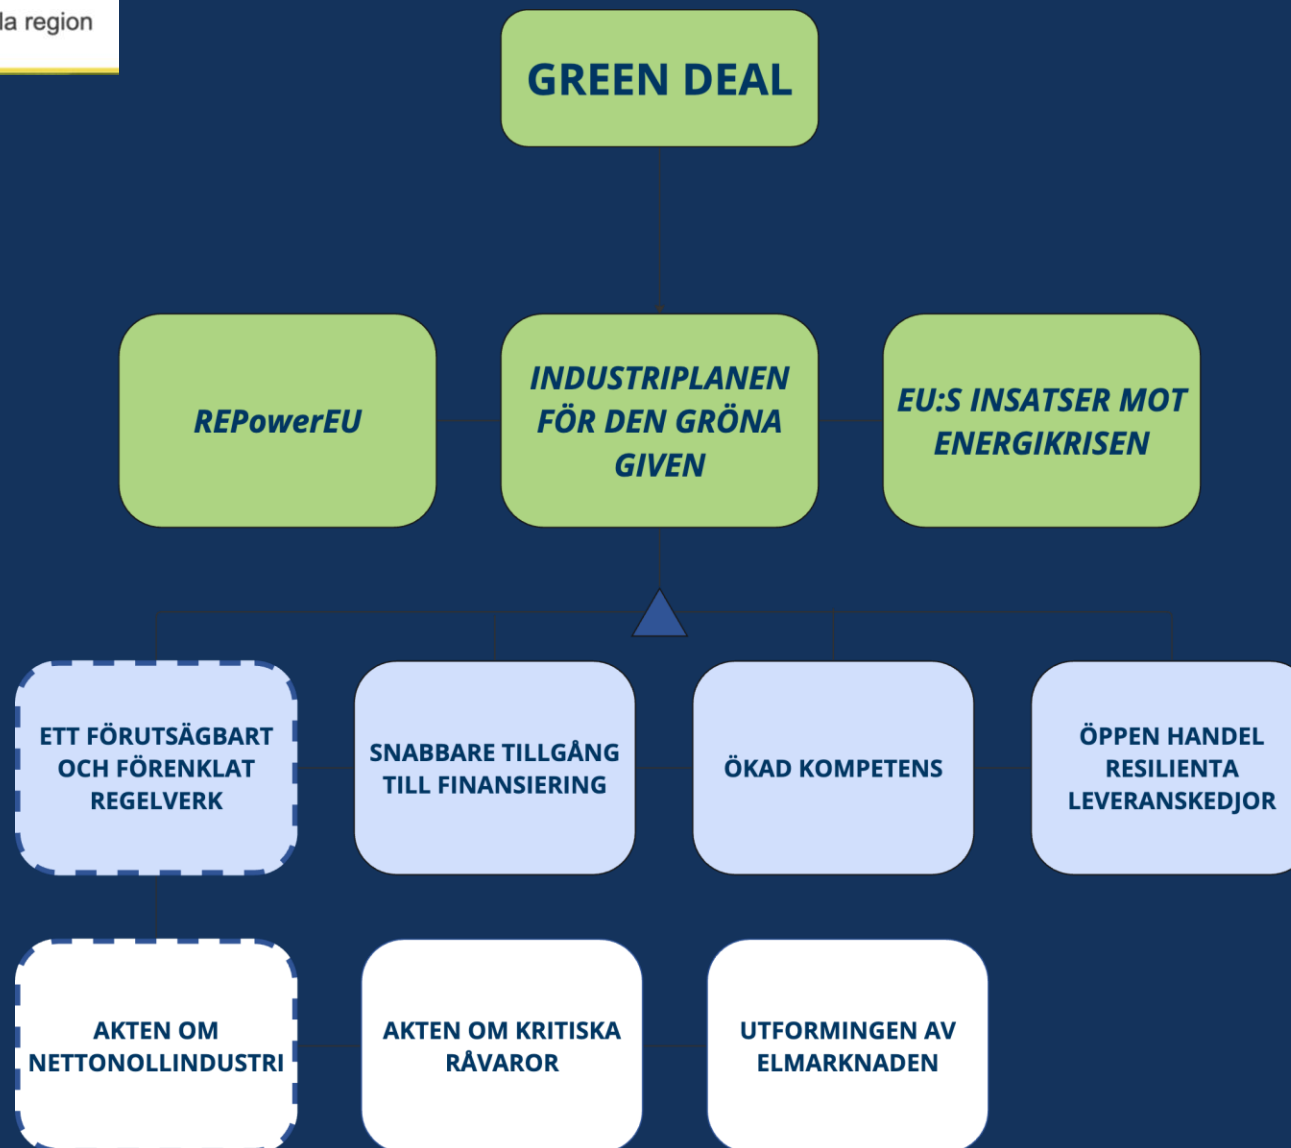 la region
GREEN DEAL
REPowerEU
INDUSTRIPLANEN
FÖR DEN GRÖNA
GIVEN
EU:S INSATSER MOT
ENERGIKRISEN
ETT FÖRUTSÄGBART
OCH FÖRENKLAT
REGELVERK
SNABBARE TILLGÅNG
TILL FINANSIERING
ÖKAD KOMPETENS
ÖPPEN HANDEL
RESILIENTA
LEVERANSKEDJOR
AKTEN OM
NETTONOLLINDUSTRI
AKTEN OM KRITISKA
RÅVAROR
UTFORMINGEN AV
ELMARKNADEN